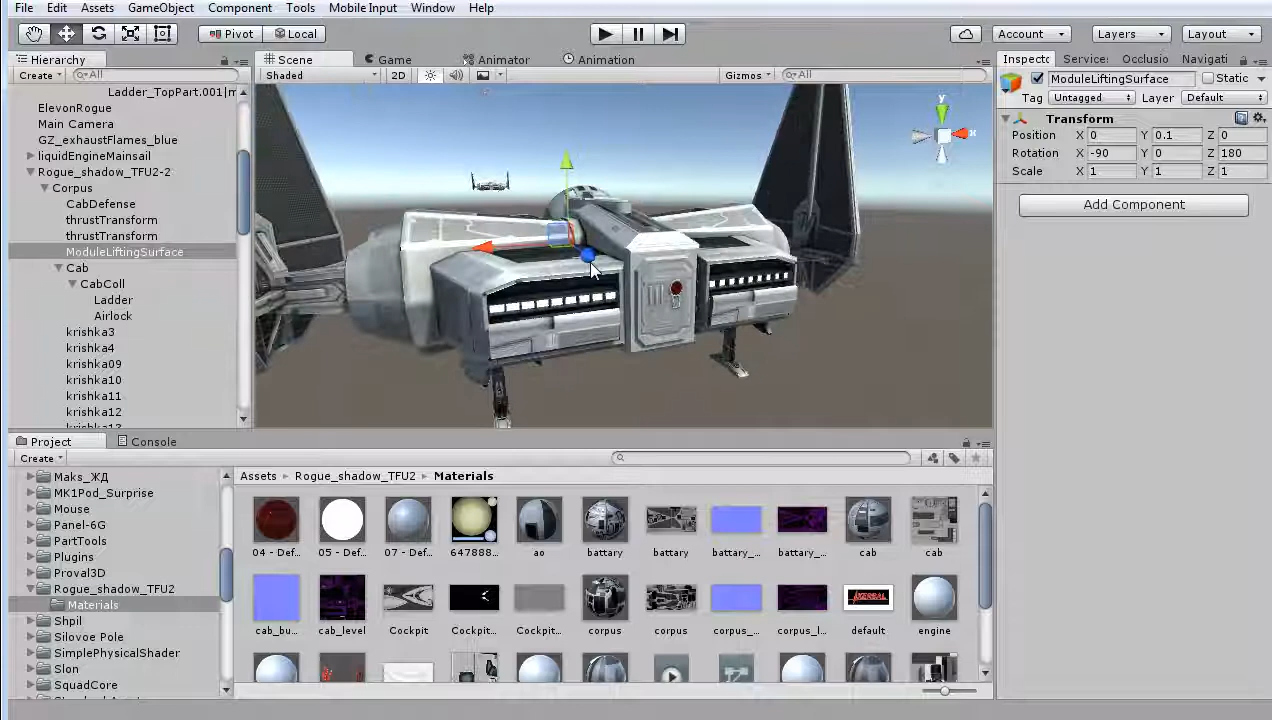 File Edit Assets GameObject Component Tools Mobile Input Window Help
Pivot Local Account Layers Layout
Hierarchy
Create All
Ladder_TopPart.001|m
ElevonRogue
Main Camera
GZ_exhaustFlames_blue
liquidEngineMainsail
Rogue_shadow_TFU2-2
Corpus
CabDefense
thrustTransform
thrustTransform
ModuleLiftingSurface
Cab
CabColl
Ladder
Airlock
krishka3
krishka4
krishka09
krishka10
krishka11
krishka12
Scene Game Animator Animation
Shaded 2D Gizmos All
y
x
Inspecto Service: Occlusio Navigati
ModuleLiftingSurface Static
Tag Untagged Layer Default
Transform
Position X 0 Y 0.1 Z 0
Rotation X -90 Y 0 Z 180
Scale X 1 Y 1 Z 1
Add Component
Project Console
Create
Maks_ЖД
MK1Pod_Surprise
Mouse
Panel-6G
PartTools
Plugins
Proval3D
Rogue_shadow_TFU2
Materials
Shpil
Silovoe Pole
SimplePhysicalShader
Slon
SquadCore
Assets Rogue_shadow_TFU2 Materials
04 - Def... 05 - Def... 07 - Def... 647888... ao battary battary battary_... battary_... cab cab
cab_bu... cab_level Cockpit Cockpit... Cockpit... corpus corpus corpus_... corpus_l... default engine